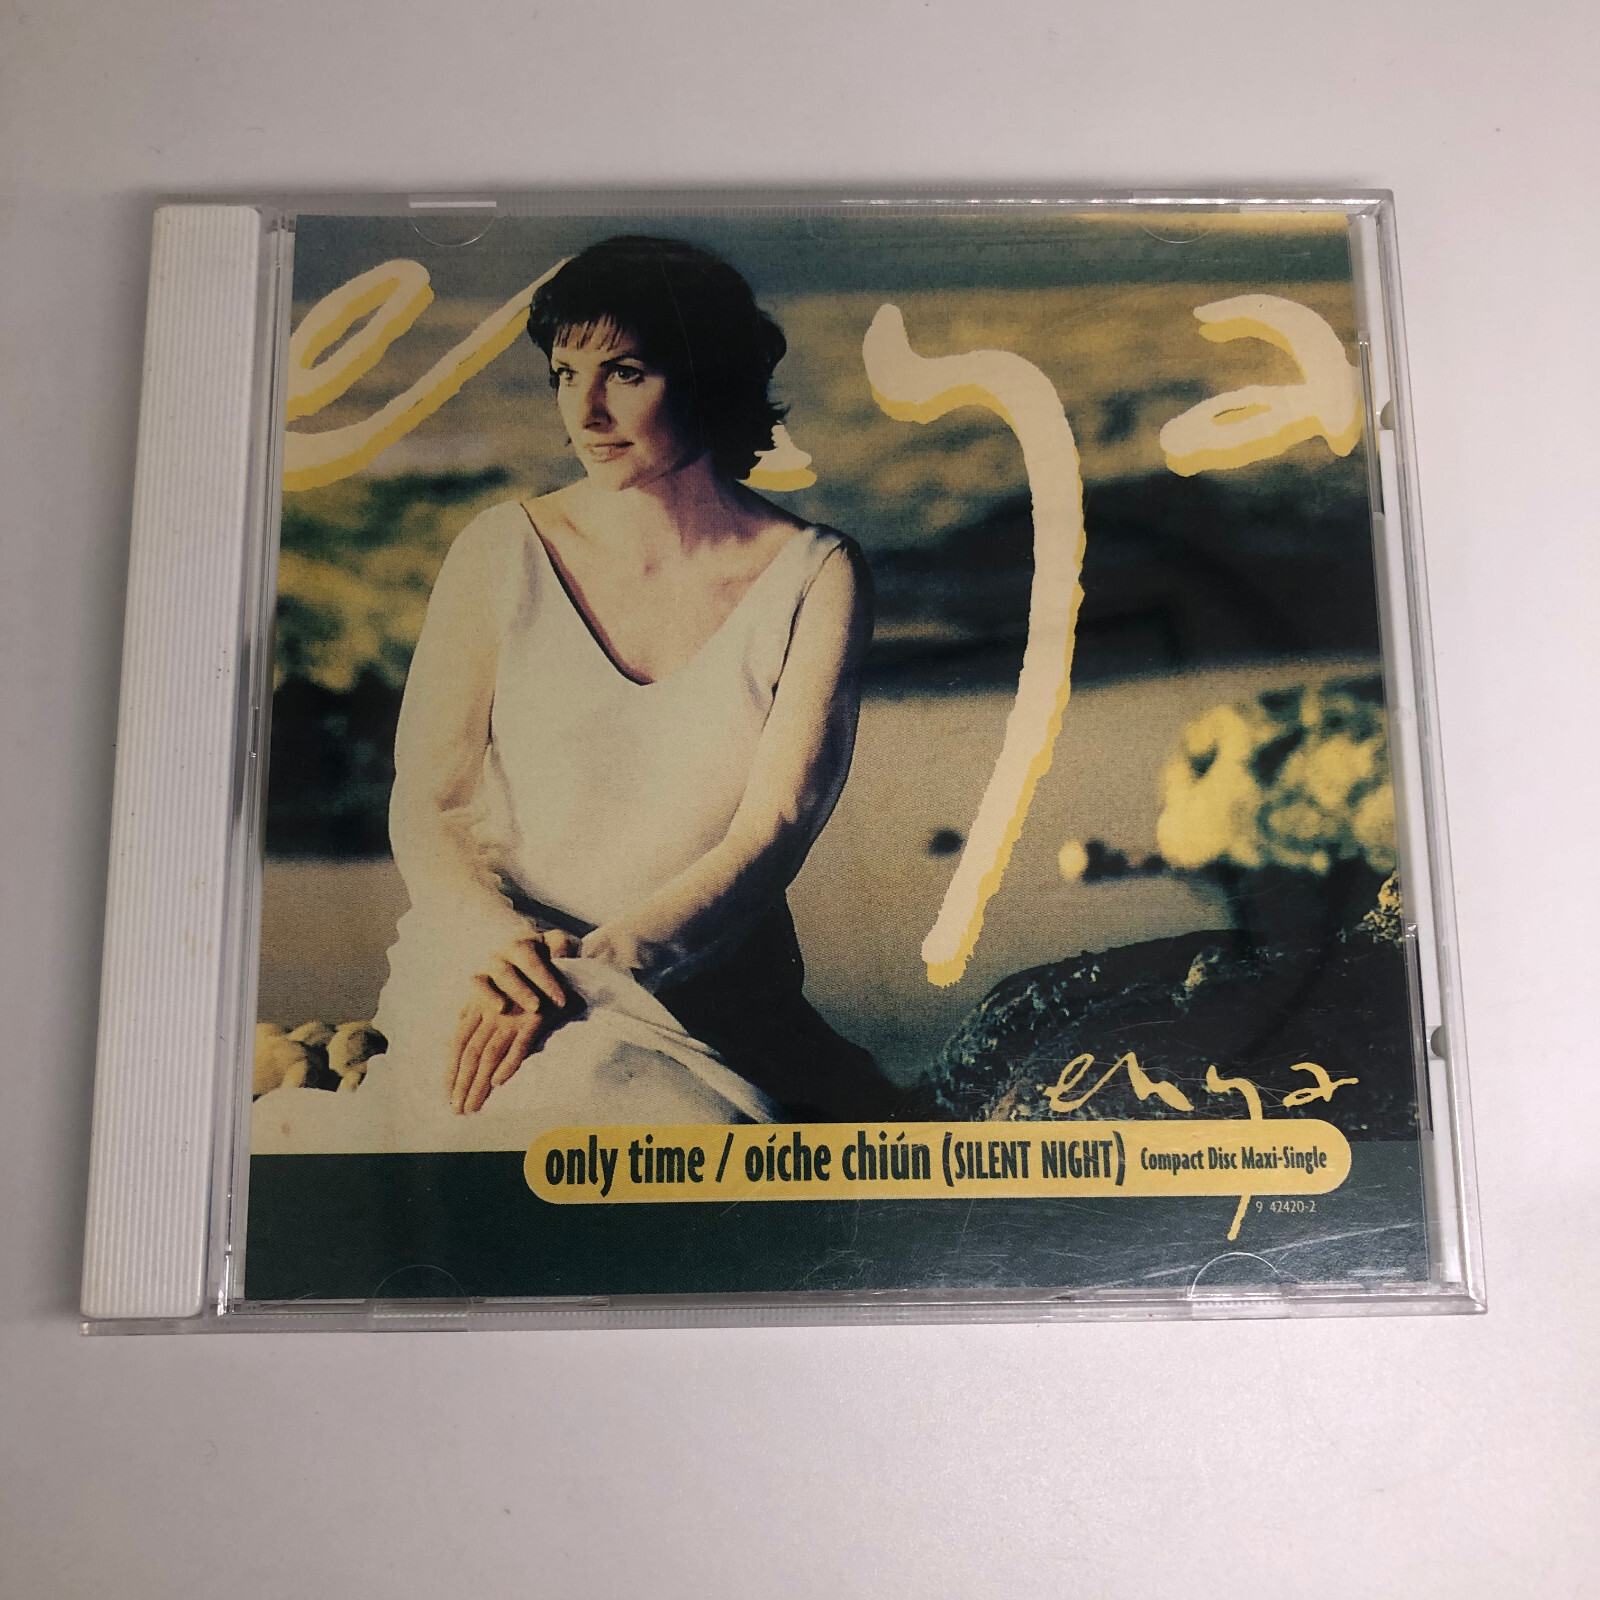 enya
enya
only time / oíche chiún (SILENT NIGHT) Compact Disc Maxi-Single
9 42420-2